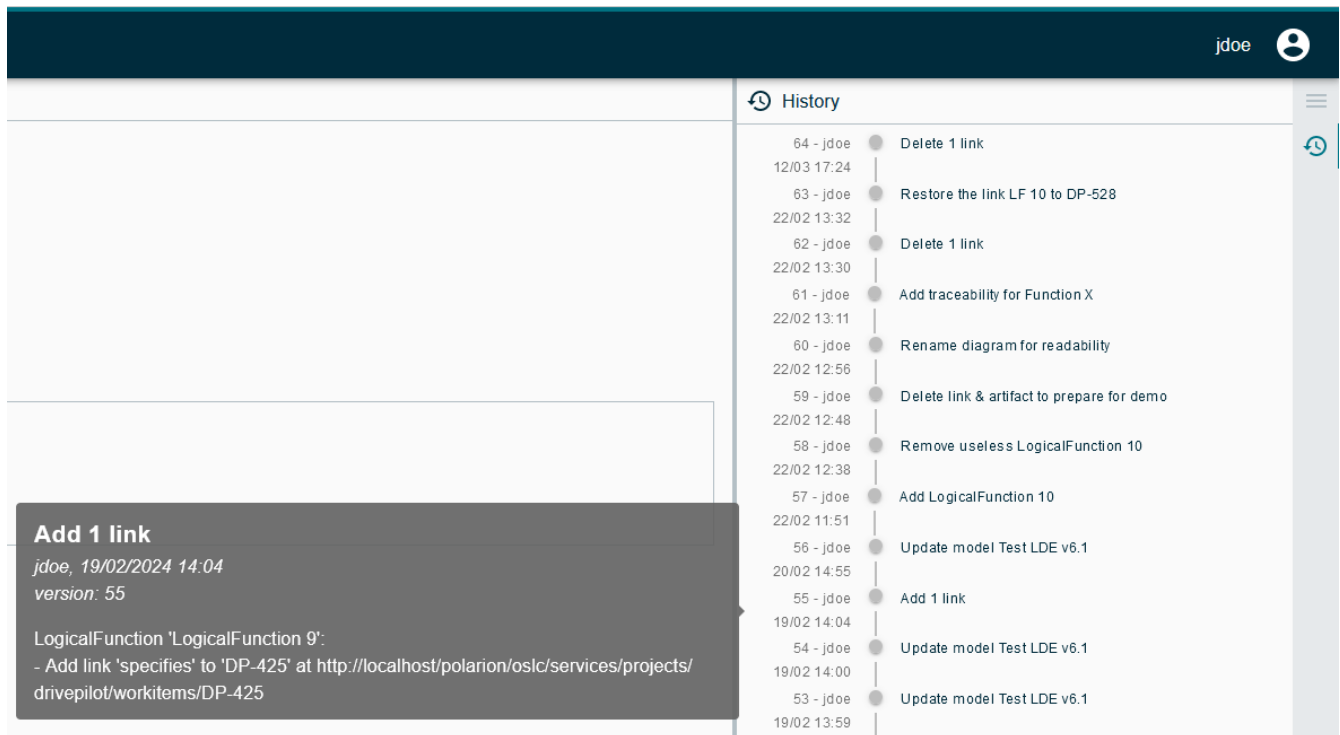 jdoe
History
64 - jdoe Delete 1 link
12/03 17:24
63 - jdoe Restore the link LF 10 to DP-528
22/02 13:32
62 - jdoe Delete 1 link
22/02 13:30
61 - jdoe Add traceability for Function X
22/02 13:11
60 - jdoe Rename diagram for readability
22/02 12:56
59 - jdoe Delete link & artifact to prepare for demo
22/02 12:48
58 - jdoe Remove useless LogicalFunction 10
22/02 12:38
57 - jdoe Add LogicalFunction 10
22/02 11:51
56 - jdoe Update model Test LDE v6.1
20/02 14:55
55 - jdoe Add 1 link
19/02 14:04
54 - jdoe Update model Test LDE v6.1
19/02 14:00
53 - jdoe Update model Test LDE v6.1
19/02 13:59
Add 1 link
jdoe, 19/02/2024 14:04
version: 55
LogicalFunction 'LogicalFunction 9':
- Add link 'specifies' to 'DP-425' at http://localhost/polarion/oslc/services/projects/
drivepilot/workitems/DP-425